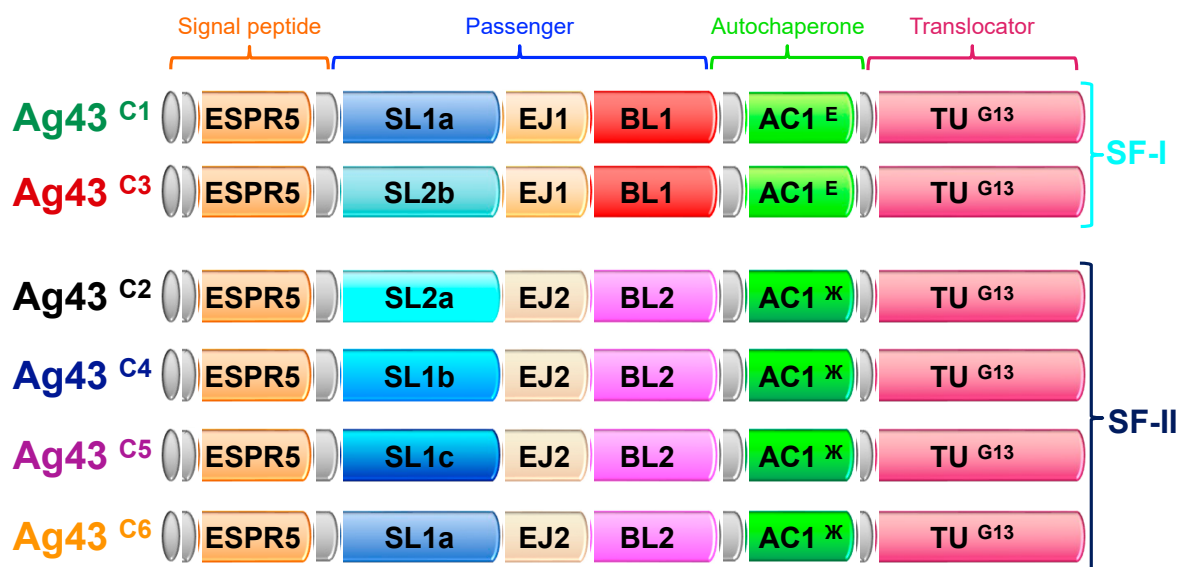 Signal peptide Passenger Autochaperone Translocator
Ag43 C1 ESPR5 SL1a EJ1 BL1 AC1 E TU G13
SF-I
Ag43 C3 ESPR5 SL2b EJ1 BL1 AC1 E TU G13
Ag43 C2 ESPR5 SL2a EJ2 BL2 AC1 Ж TU G13
Ag43 C4 ESPR5 SL1b EJ2 BL2 AC1 Ж TU G13
SF-II
Ag43 C5 ESPR5 SL1c EJ2 BL2 AC1 Ж TU G13
Ag43 C6 ESPR5 SL1a EJ2 BL2 AC1 Ж TU G13